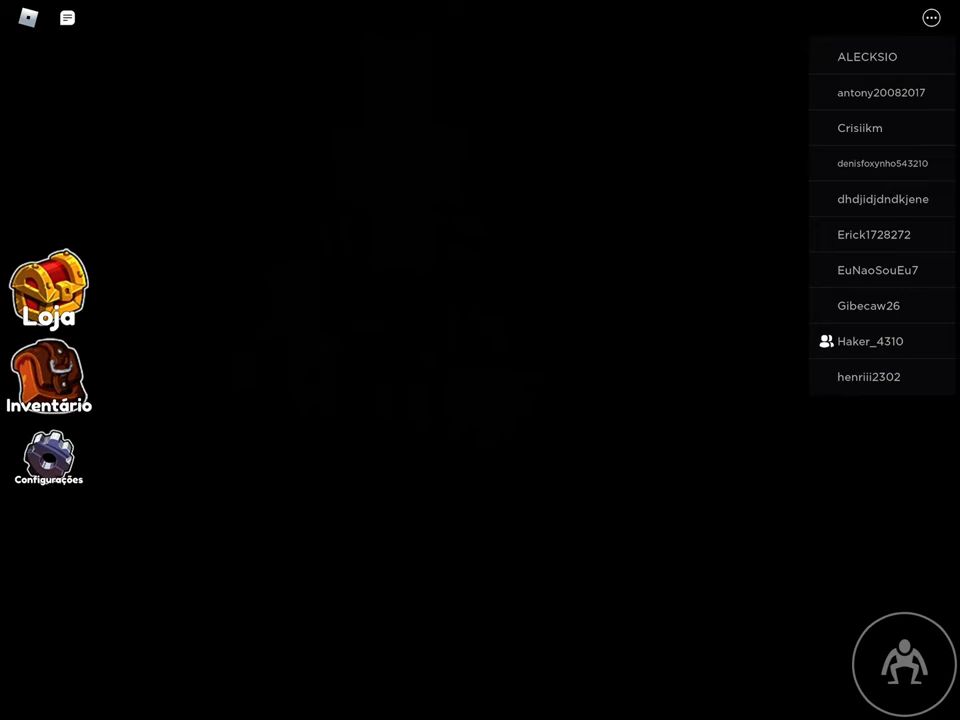 ALECKSIO
antony20082017
Crisiikm
denisfoxynho543210
dhdjidjdndkjene
Erick1728272
EuNaoSouEu7
Gibecaw26
Haker_4310
henriii2302
Loja
Inventário
Configurações